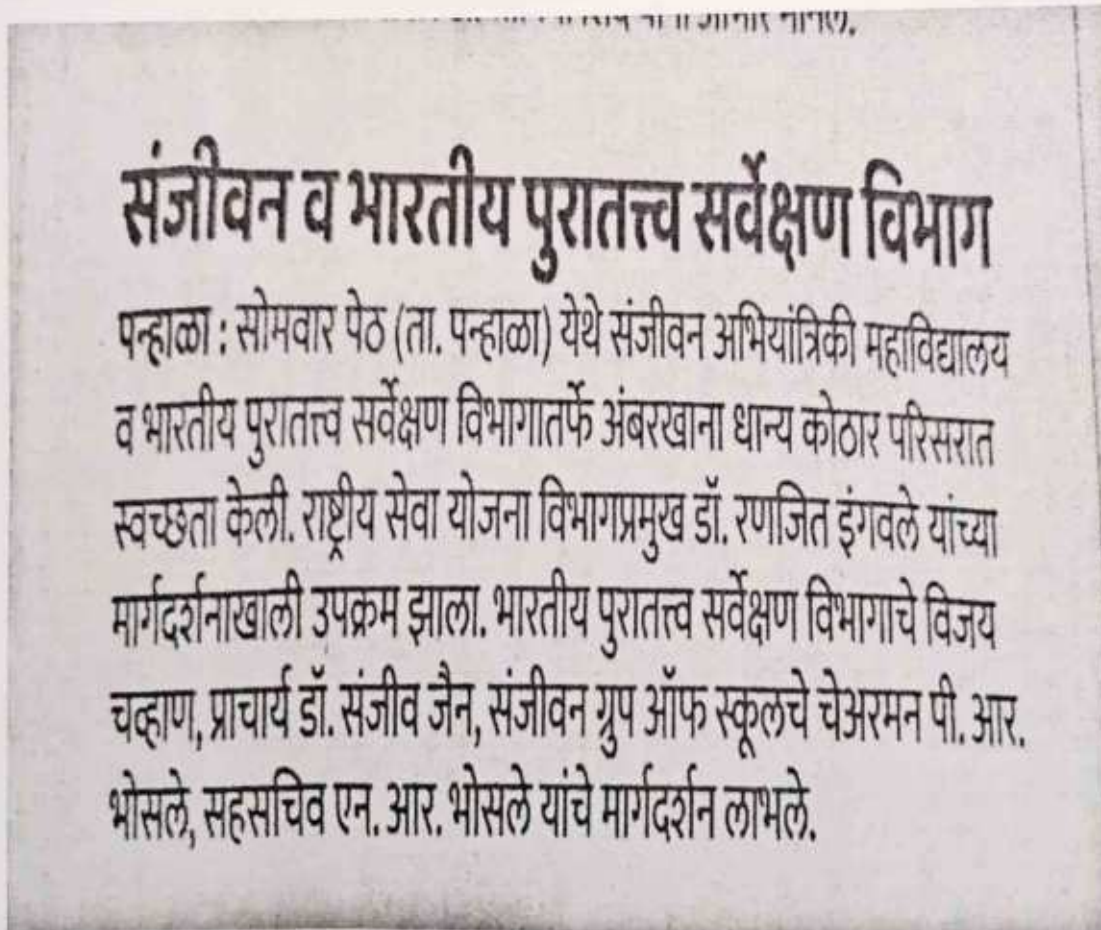 संजीवन व भारतीय पुरातत्त्व सर्वेक्षण विभाग
पन्हाळा : सोमवार पेठ (ता. पन्हाळा) येथे संजीवन अभियांत्रिकी महाविद्यालय
व भारतीय पुरातत्त्व सर्वेक्षण विभागातर्फे अंबरखाना धान्य कोठार परिसरात
स्वच्छता केली. राष्ट्रीय सेवा योजना विभागप्रमुख डॉ. रणजित इंगवले यांच्या
मार्गदर्शनाखाली उपक्रम झाला. भारतीय पुरातत्त्व सर्वेक्षण विभागाचे विजय
चव्हाण, प्राचार्य डॉ. संजीव जैन, संजीवन ग्रुप ऑफ स्कूलचे चेअरमन पी. आर.
भोसले, सहसचिव एन. आर. भोसले यांचे मार्गदर्शन लाभले.